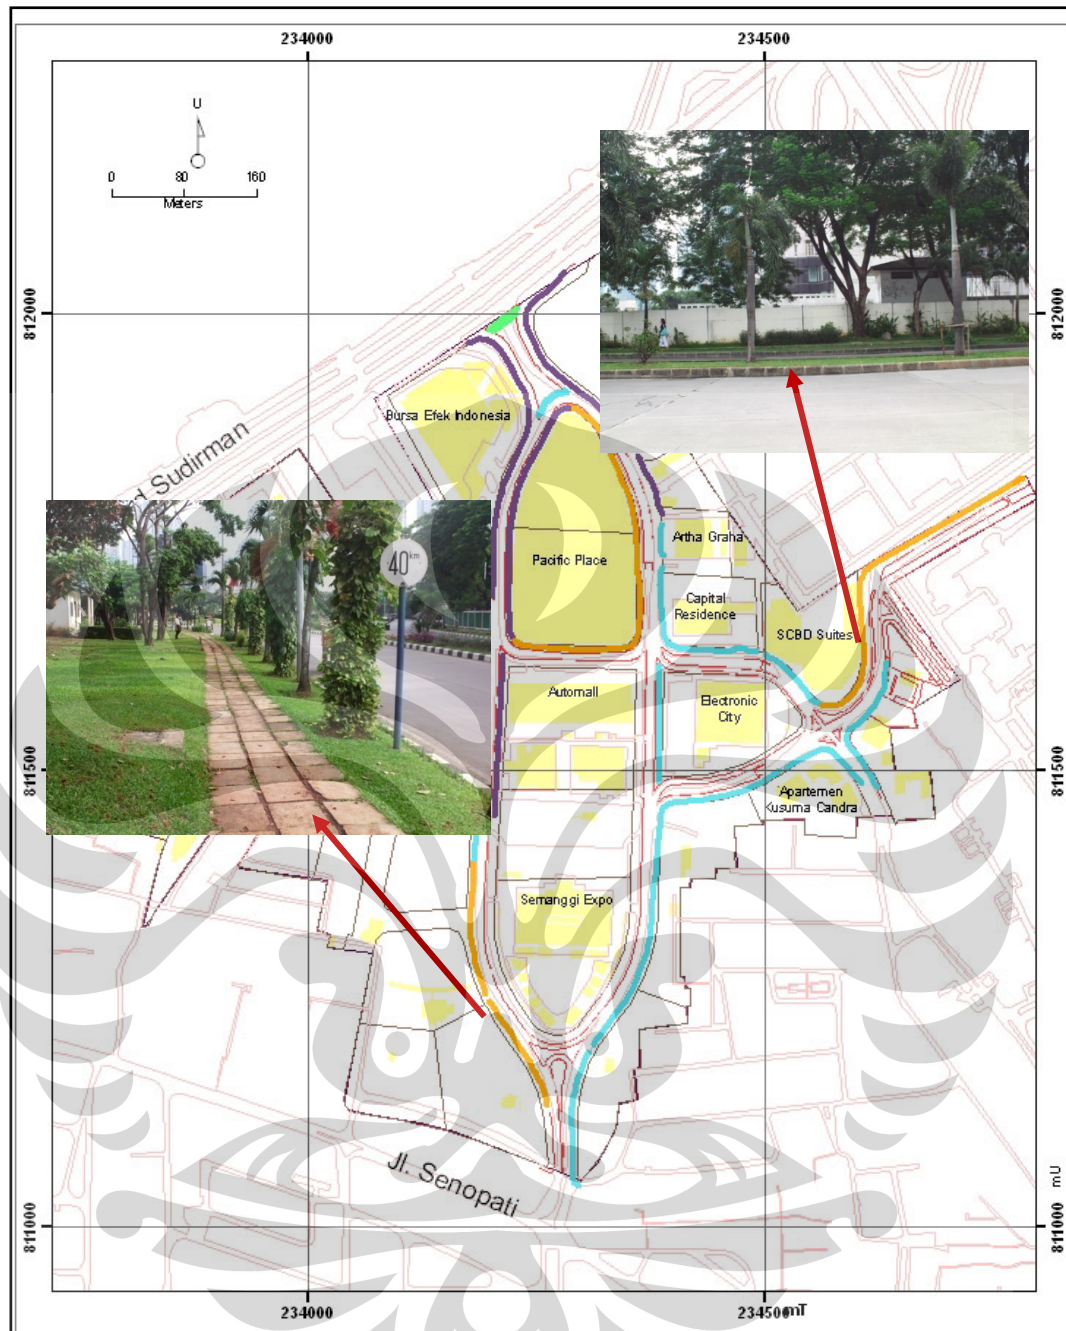 234000
234500
U
0 80 160
Meters
812000
812000
Bursa Efek Indonesia
d Sudirman
40 km
Artha Graha
Pacific Place
Capital
Residence
SCBD Suites
Automall
Electronic
City
811500
811500
Apartemen
Kusuma Candra
Semanggi Expo
Jl. Senopati
mU
811000
811000
234000
234500
mT